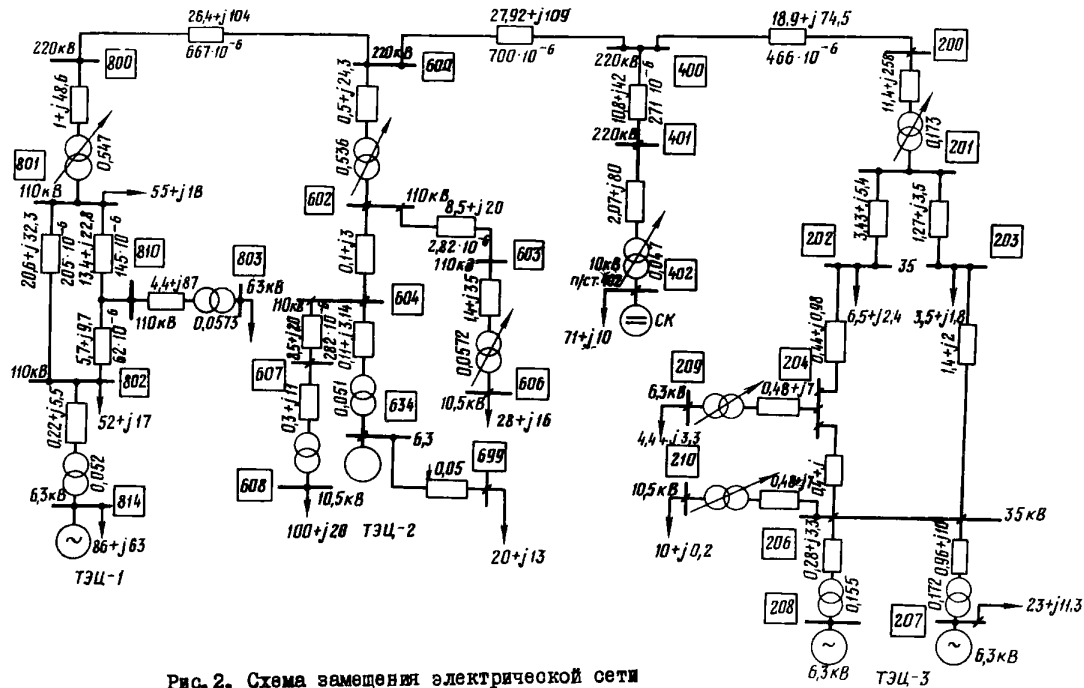 26,4+j104
667·10⁻⁶
27,92+j109
700·10⁻⁶
18,9+j74,5
466·10⁻⁶
220кВ
800
220кВ
600
220кВ
400
200
1+j48,6
0,547
0,5+j24,3
0,536
10,8+j42
271·10⁻⁶
11,4+j258
0,173
801
110кВ
55+j18
602
110кВ
8,5+j20
2,82·10⁻⁶
220кВ
401
201
20,6+j32,3
205·10⁻⁶
13,4+j22,8
145·10⁻⁶
810
803
4,4+j87
63кВ
110кВ
0,0573
5,7+j9,7
62·10⁻⁶
0,1+j3
603
110кВ
1,4+j35
0,0572
2,07+j80
0,047
10кВ
п/ст.402
402
71+j10
СК
3,43+j5,4
1,27+j3,5
202
35
203
6,5+j2,4
3,5+j1,8
110кВ
604
8,5+j20
282·10⁻⁶
0,11+j3,14
0,051
607
0,3+j17
606
10,5кВ
28+j16
110кВ
802
52+j17
0,22+j5,5
0,052
6,3кВ
814
86+j63
ТЭЦ-1
634
6,3
608
10,5кВ
100+j28
ТЭЦ-2
0,05
699
20+j13
0,44+j0,98
1,4+j2
209
204
6,3кВ
0,48+j7
4,4+j3,3
210
0,4+j
10,5кВ
0,48+j7
10+j0,2
35кВ
206
0,28+j3,3
0,155
0,96+j10
0,172
208
207
23+j11,3
6,3кВ
6,3кВ
ТЭЦ-3
Рис.2. Схема замещения электрической сети